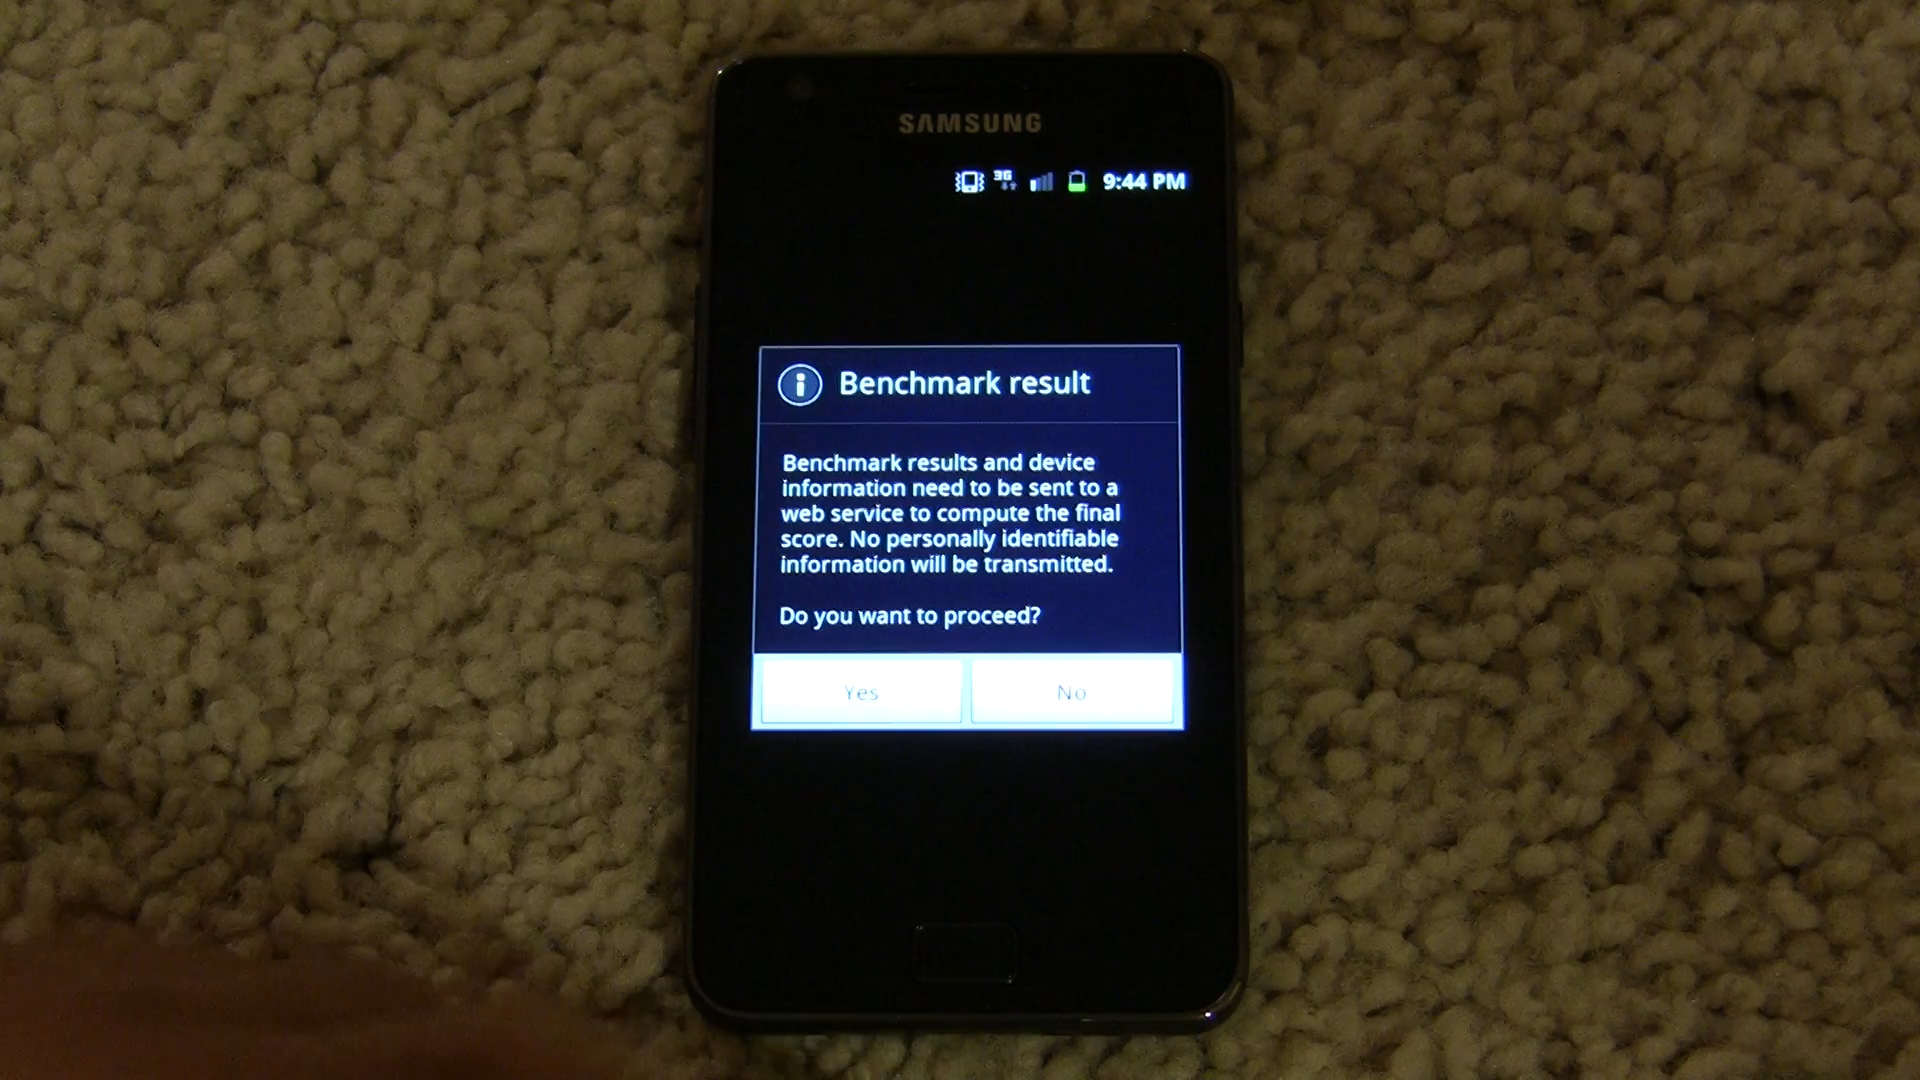 SAMSUNG
3G 9:44 PM
Benchmark result
Benchmark results and device
information need to be sent to a
web service to compute the final
score. No personally identifiable
information will be transmitted.
Do you want to proceed?
Yes No